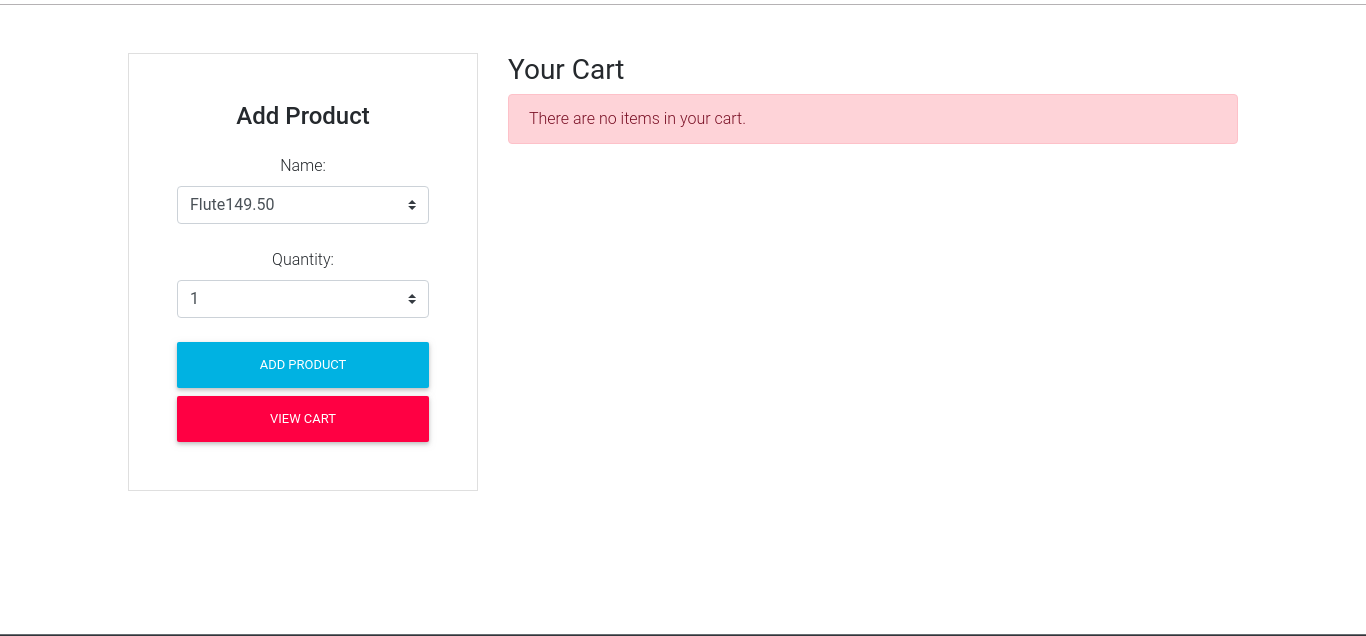 Add Product
Name:
Flute149.50
Quantity:
1
ADD PRODUCT
VIEW CART
Your Cart
There are no items in your cart.